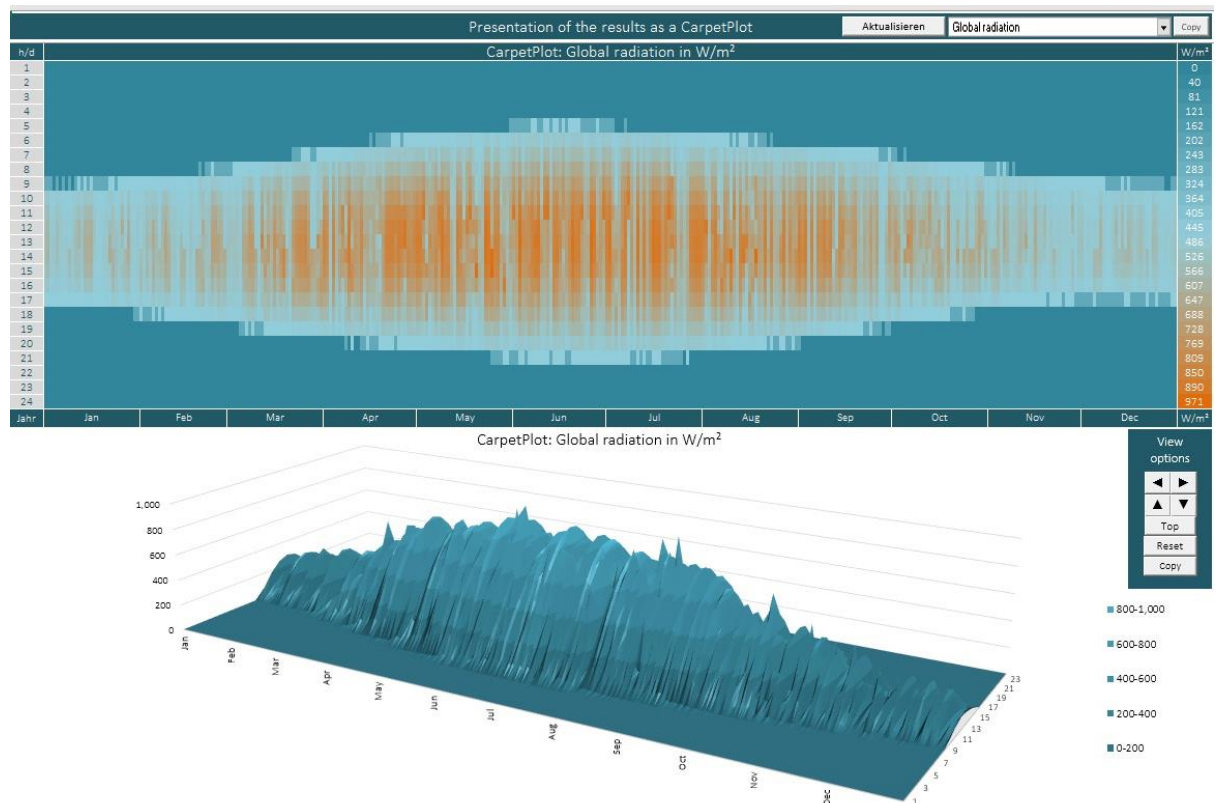 Presentation of the results as a CarpetPlot
Aktualisieren
Global radiation
Copy
h/d
CarpetPlot: Global radiation in W/m²
W/m²
1
2
3
4
5
6
7
8
9
10
11
12
13
14
15
16
17
18
19
20
21
22
23
24
0
40
81
121
162
202
243
283
324
364
405
445
486
526
566
607
647
688
728
769
809
850
890
971
Jahr Jan Feb Mar Apr May Jun Jul Aug Sep Oct Nov Dec W/m²
CarpetPlot: Global radiation in W/m²
View
options
Top
Reset
Copy
1,000
800
600
400
200
0
Jan
Feb
Mar
Apr
May
Jun
Jul
Aug
Sep
Oct
Nov
Dec
23
21
19
17
15
13
11
9
7
5
3
1
800-1,000
600-800
400-600
200-400
0-200